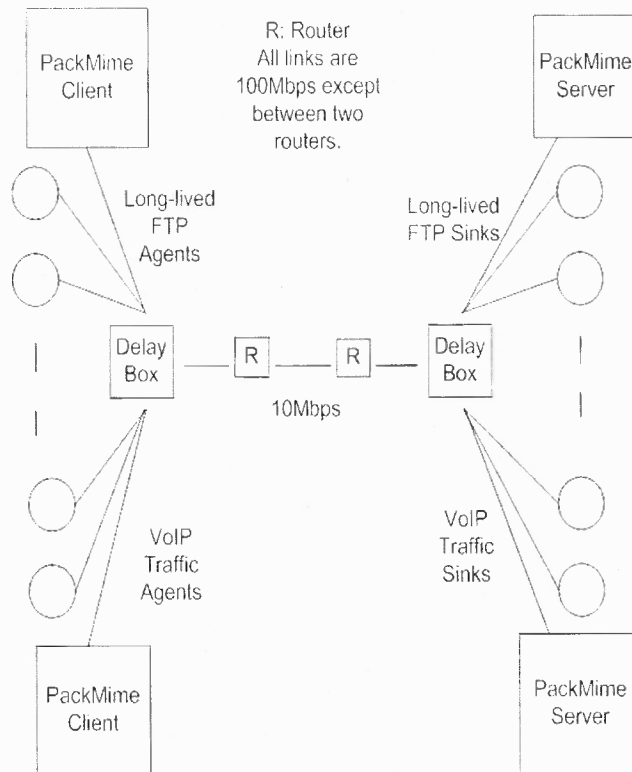 PackMime
Client
R: Router
All links are
100Mbps except
between two
routers.
PackMime
Server
Long-lived
FTP
Agents
Long-lived
FTP Sinks
Delay
Box
R
R
Delay
Box
10Mbps
VoIP
Traffic
Agents
VoIP
Traffic
Sinks
PackMime
Client
PackMime
Server